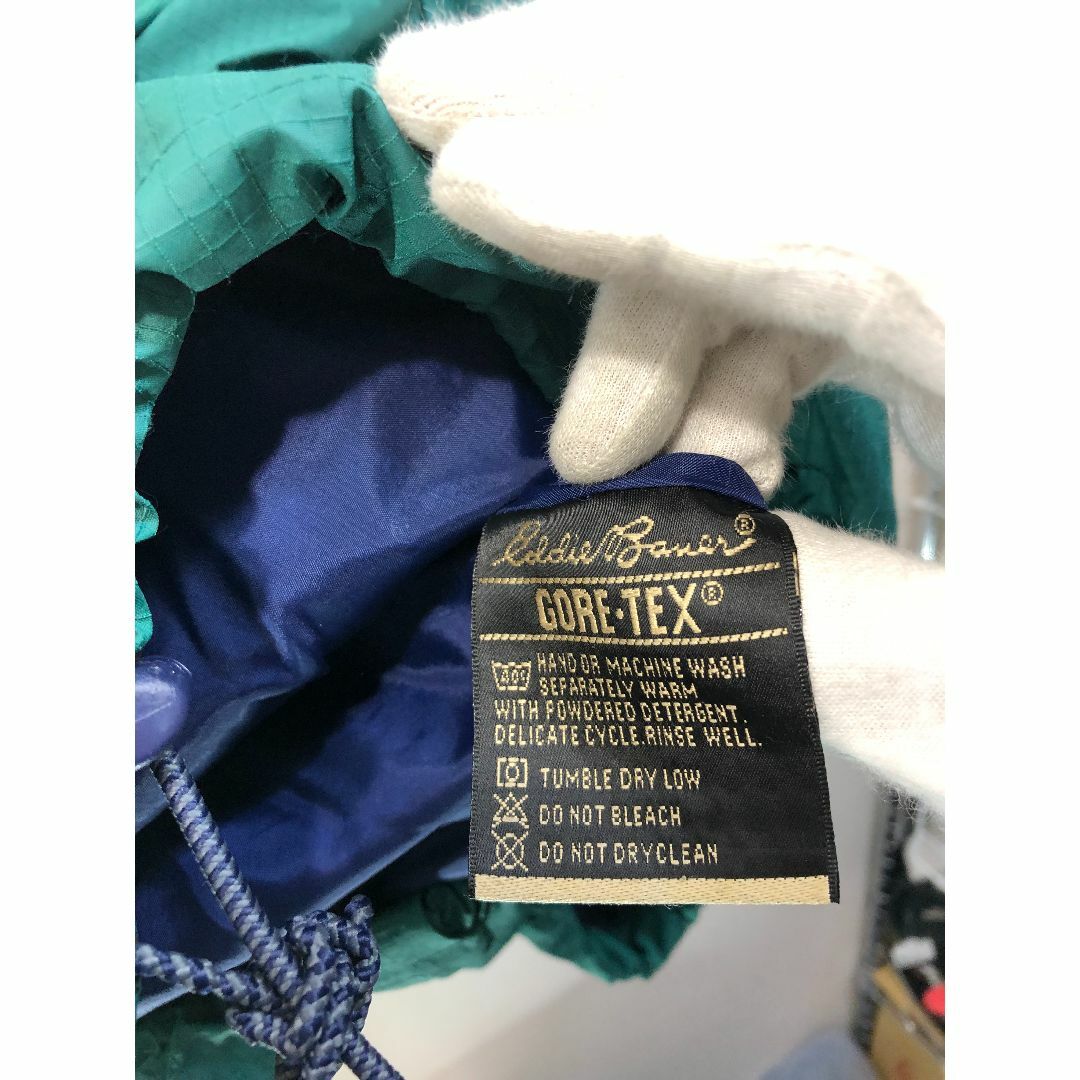 Eddie Bauer®
GORE-TEX®
HAND OR MACHINE WASH
SEPARATELY WARM
WITH POWDERED DETERGENT.
DELICATE CYCLE.RINSE WELL.
TUMBLE DRY LOW
DO NOT BLEACH
DO NOT DRYCLEAN